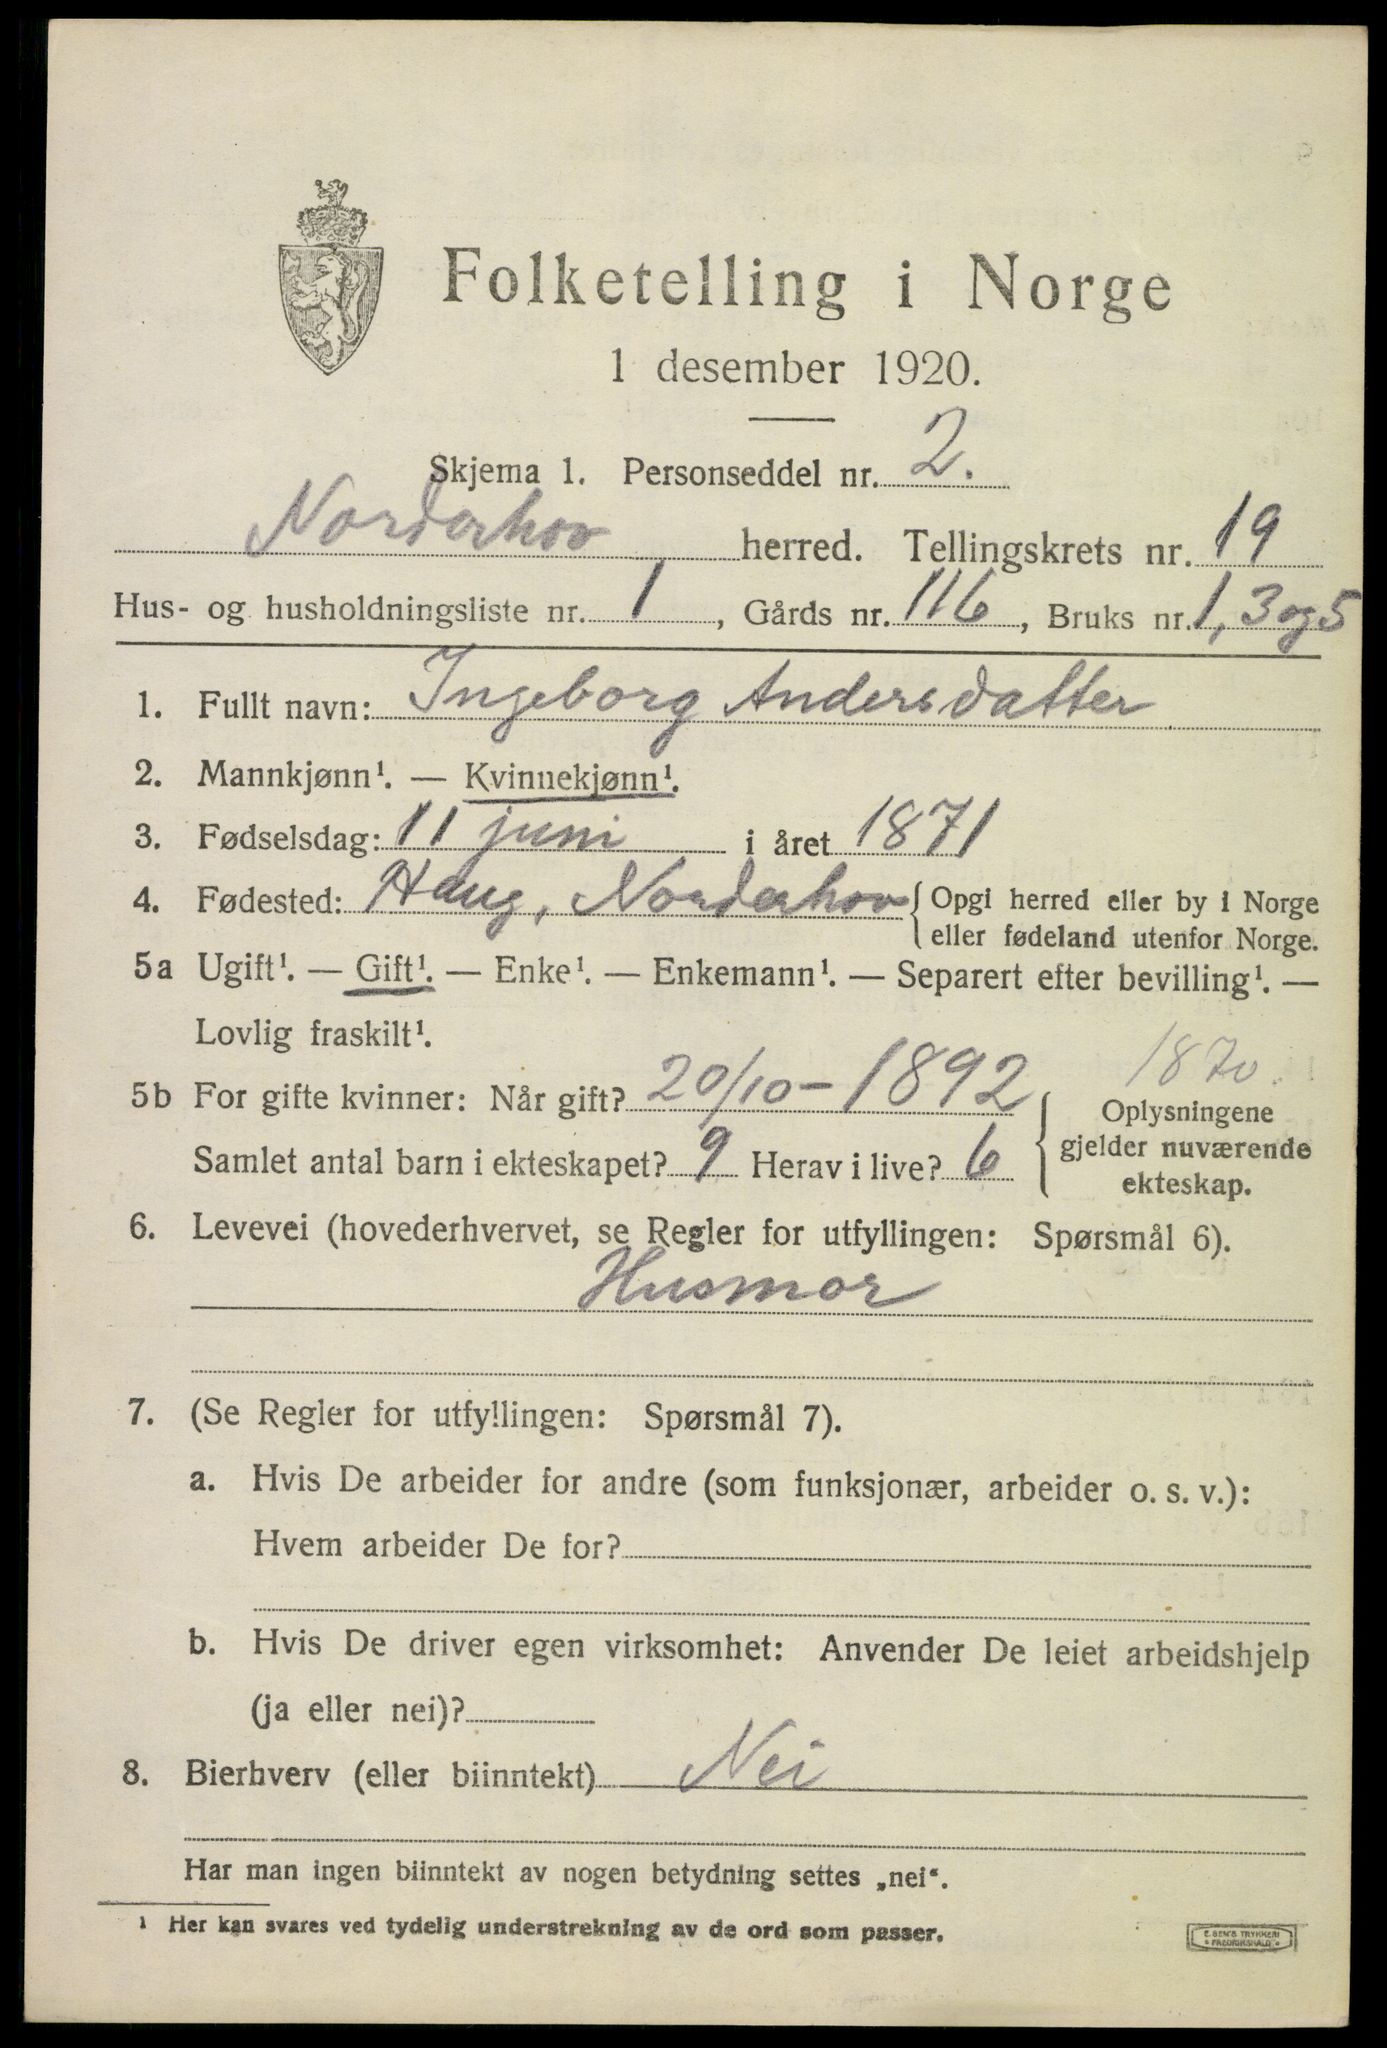 Folketelling i Norge
1 desember 1920.
Skjema 1. Personseddel nr. 2.
Norderhov herred. Tellingskrets nr. 19
Hus- og husholdningsliste nr. 1, Gårds nr. 116, Bruks nr. 1, 3 og 5
1. Fullt navn: Ingeborg Andersdatter
2. Mannkjønn¹. — Kvinnekjønn¹.
3. Fødselsdag: 11 juni i året 1871
4. Fødested: Haug, Norderhov { Opgi herred eller by i Norge
eller fødeland utenfor Norge.
5a Ugift¹. — Gift¹. — Enke¹. — Enkemann¹. — Separert efter bevilling¹. —
Lovlig fraskilt¹.
1870.
5b For gifte kvinner: Når gift? 20/10 - 1892
Samlet antal barn i ekteskapet? 9 Herav i live? 6
Oplysningene
gjelder nuværende
ekteskap.
6. Levevei (hovederhvervet, se Regler for utfyllingen: Spørsmål 6).
Husmor
7. (Se Regler for utfyllingen: Spørsmål 7).
a. Hvis De arbeider for andre (som funksjonær, arbeider o. s. v.):
Hvem arbeider De for?
b. Hvis De driver egen virksomhet: Anvender De leiet arbeidshjelp
(ja eller nei)?
8. Bierhverv (eller biinntekt) Nei
Har man ingen biinntekt av nogen betydning settes „nei“.
¹ Her kan svares ved tydelig understrekning av de ord som passer.
E. SEM'S TRYKKERI
FREDRIKSHALD